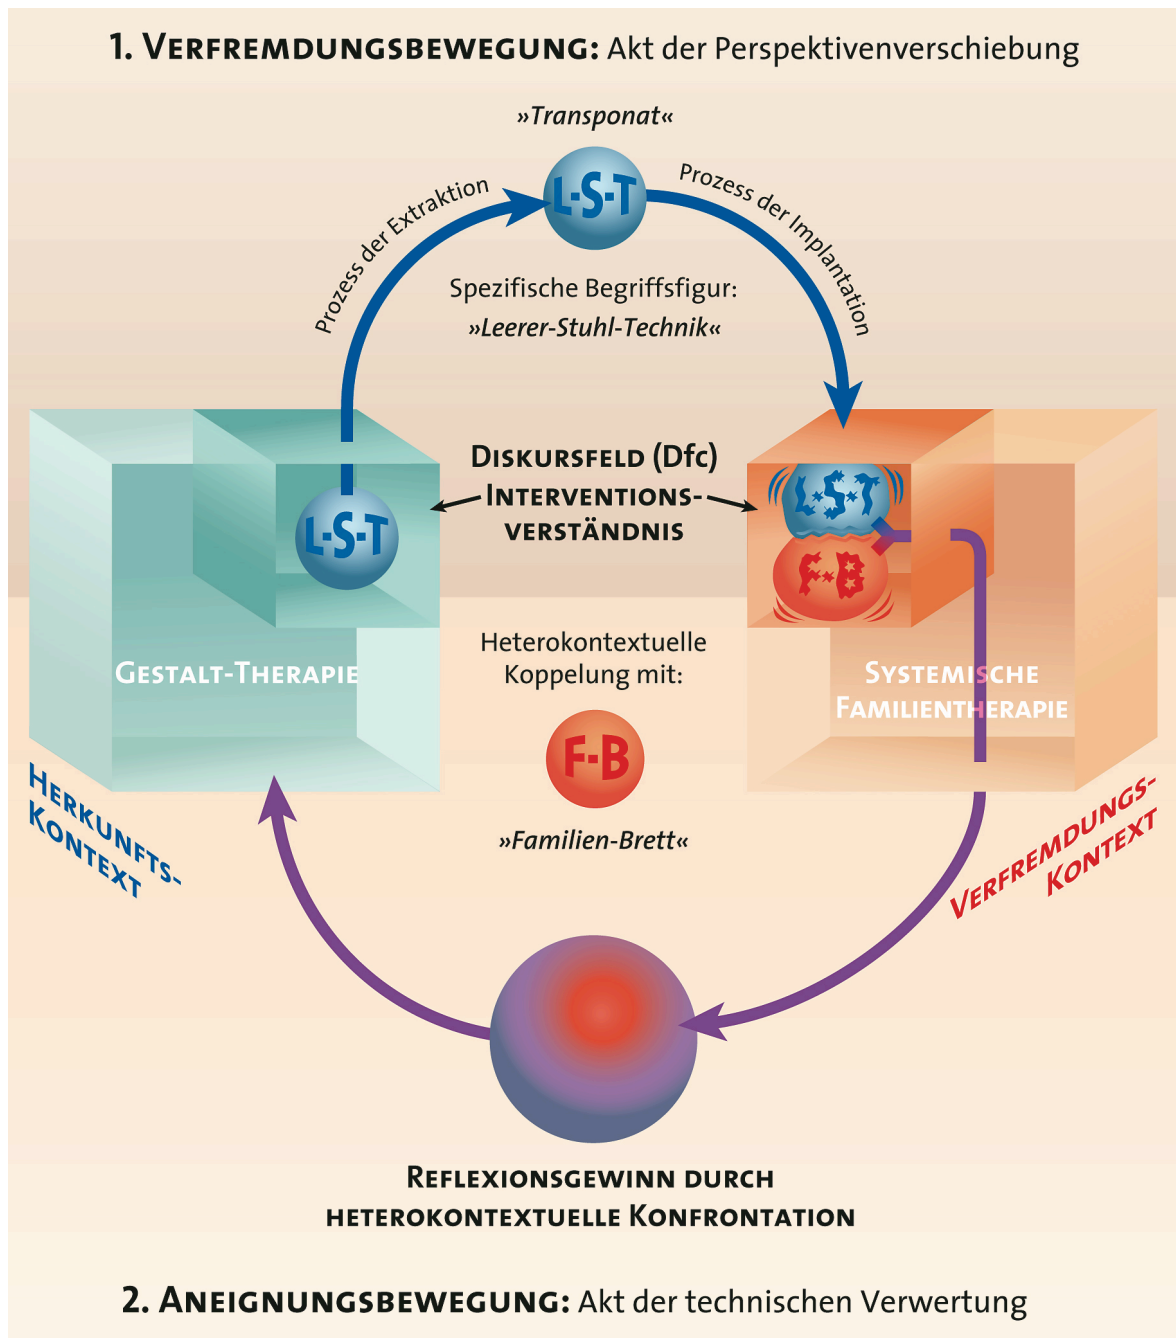 1. VERFREMDUNGSBEWEGUNG: Akt der Perspektivenverschiebung
»Transponat«
L-S-T
Prozess der Extraktion
Prozess der Implantation
Spezifische Begriffsfigur:
»Leerer-Stuhl-Technik«
DISKURSFELD (Dfc)
INTERVENTIONS-
VERSTÄNDNIS
L-S-T
L-S-T
F-B
Heterokontextuelle
Koppelung mit:
GESTALT-THERAPIE
SYSTEMISCHE
FAMILIENTHERAPIE
F-B
»Familien-Brett«
HERKUNFTS-
KONTEXT
VERFREMDUNGS-
KONTEXT
REFLEXIONSGEWINN DURCH
HETEROKONTEXTUELLE KONFRONTATION
2. ANEIGNUNGSBEWEGUNG: Akt der technischen Verwertung